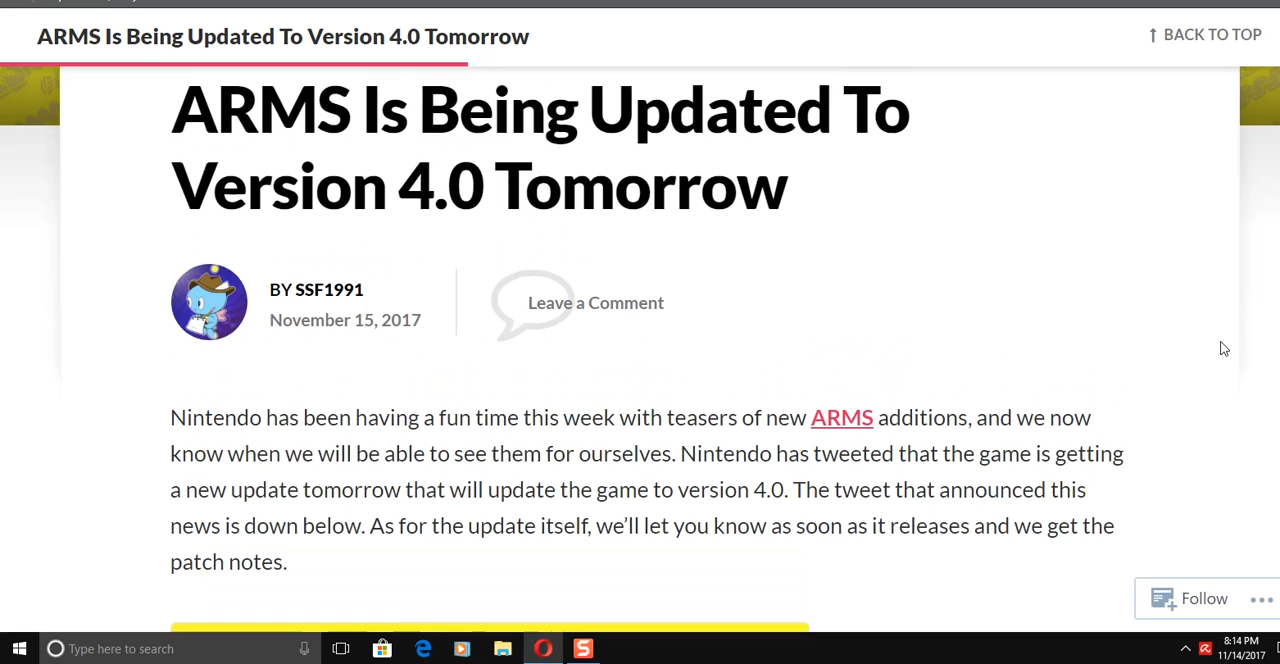 ARMS Is Being Updated To Version 4.0 Tomorrow
↑ BACK TO TOP
ARMS Is Being Updated To
Version 4.0 Tomorrow
BY SSF1991
November 15, 2017
Leave a Comment
Nintendo has been having a fun time this week with teasers of new ARMS additions, and we now
know when we will be able to see them for ourselves. Nintendo has tweeted that the game is getting
a new update tomorrow that will update the game to version 4.0. The tweet that announced this
news is down below. As for the update itself, we’ll let you know as soon as it releases and we get the
patch notes.
Follow
Type here to search
8:14 PM
11/14/2017